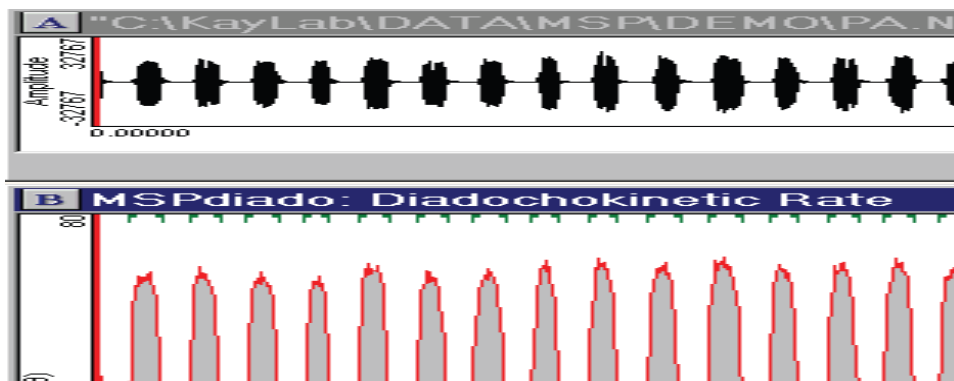 A "C:\KayLab\DATA\MSP\DEMO\PA.N
Amplitude
32767
-32767
0.00000
B MSPdiado: Diadochokinetic Rate
80